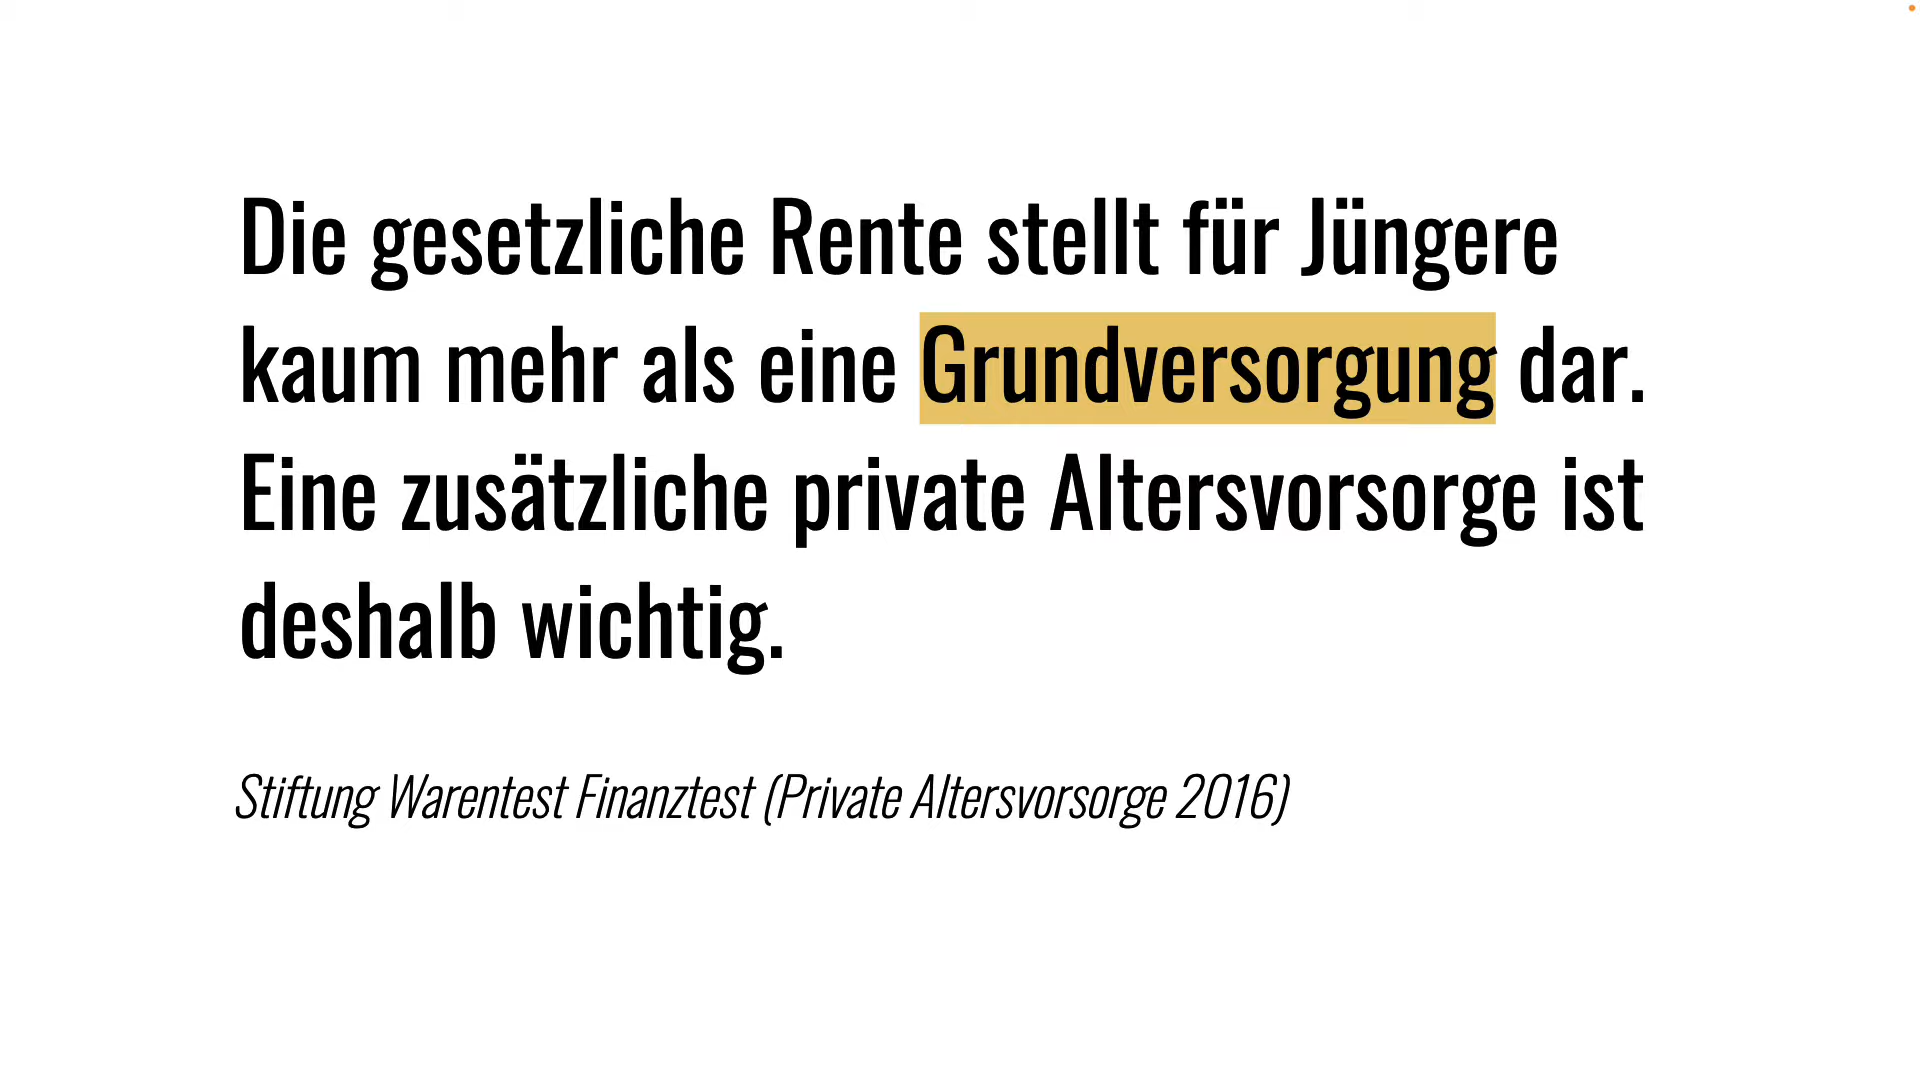 Die gesetzliche Rente stellt für Jüngere
kaum mehr als eine Grundversorgung dar.
Eine zusätzliche private Altersvorsorge ist
deshalb wichtig.
Stiftung Warentest Finanztest (Private Altersvorsorge 2016)